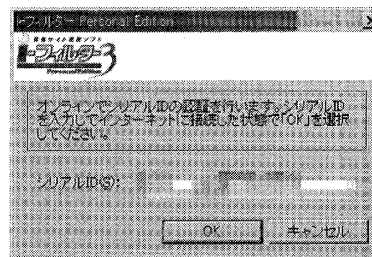 i-フィルター Personal Edition
有害サイト遮断ソフト
i-フィルター3
Personal Edition
オンラインでシリアルIDの認証を行います。シリアルID
を入力してインターネットに接続した状態で「OK」を選択
してください。
シリアルID(S):
OK
キャンセル